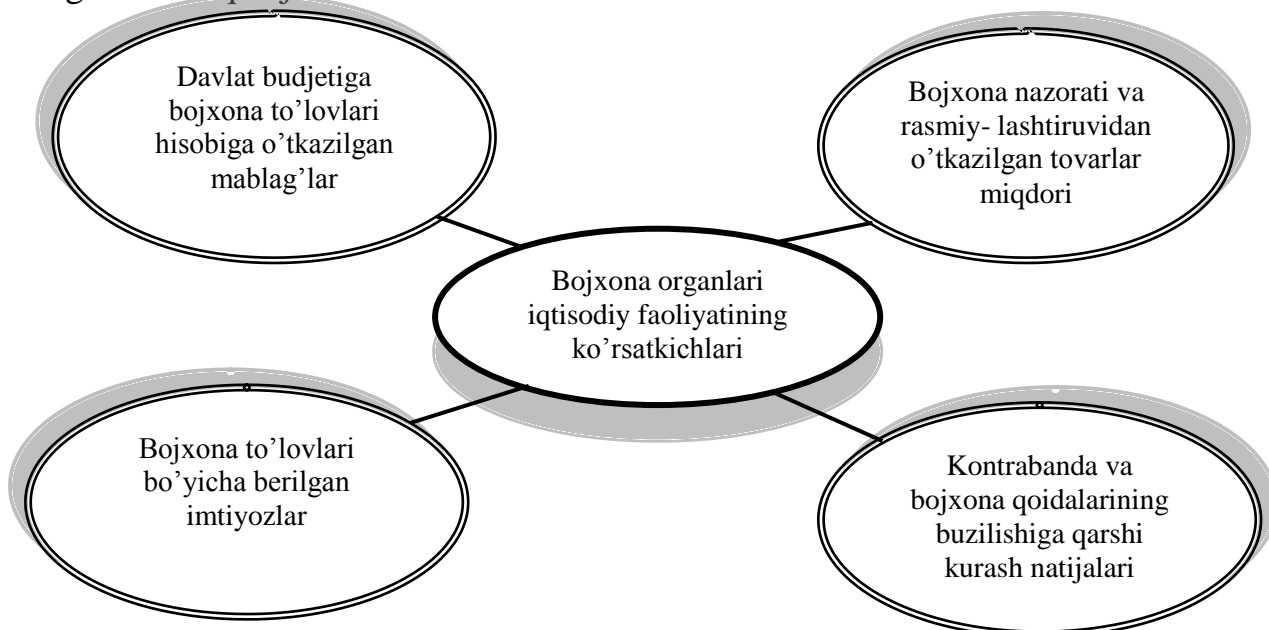 Davlat budjetiga
bojxona to’lovlari
hisobiga o’tkazilgan
mablag’lar
Bojxona nazorati va
rasmiy- lashtiruvidan
o’tkazilgan tovarlar
miqdori
Bojxona organlari
iqtisodiy faoliyatining
ko’rsatkichlari
Bojxona to’lovlari
bo’yicha berilgan
imtiyozlar
Kontrabanda va
bojxona qoidalarining
buzilishiga qarshi
kurash natijalari